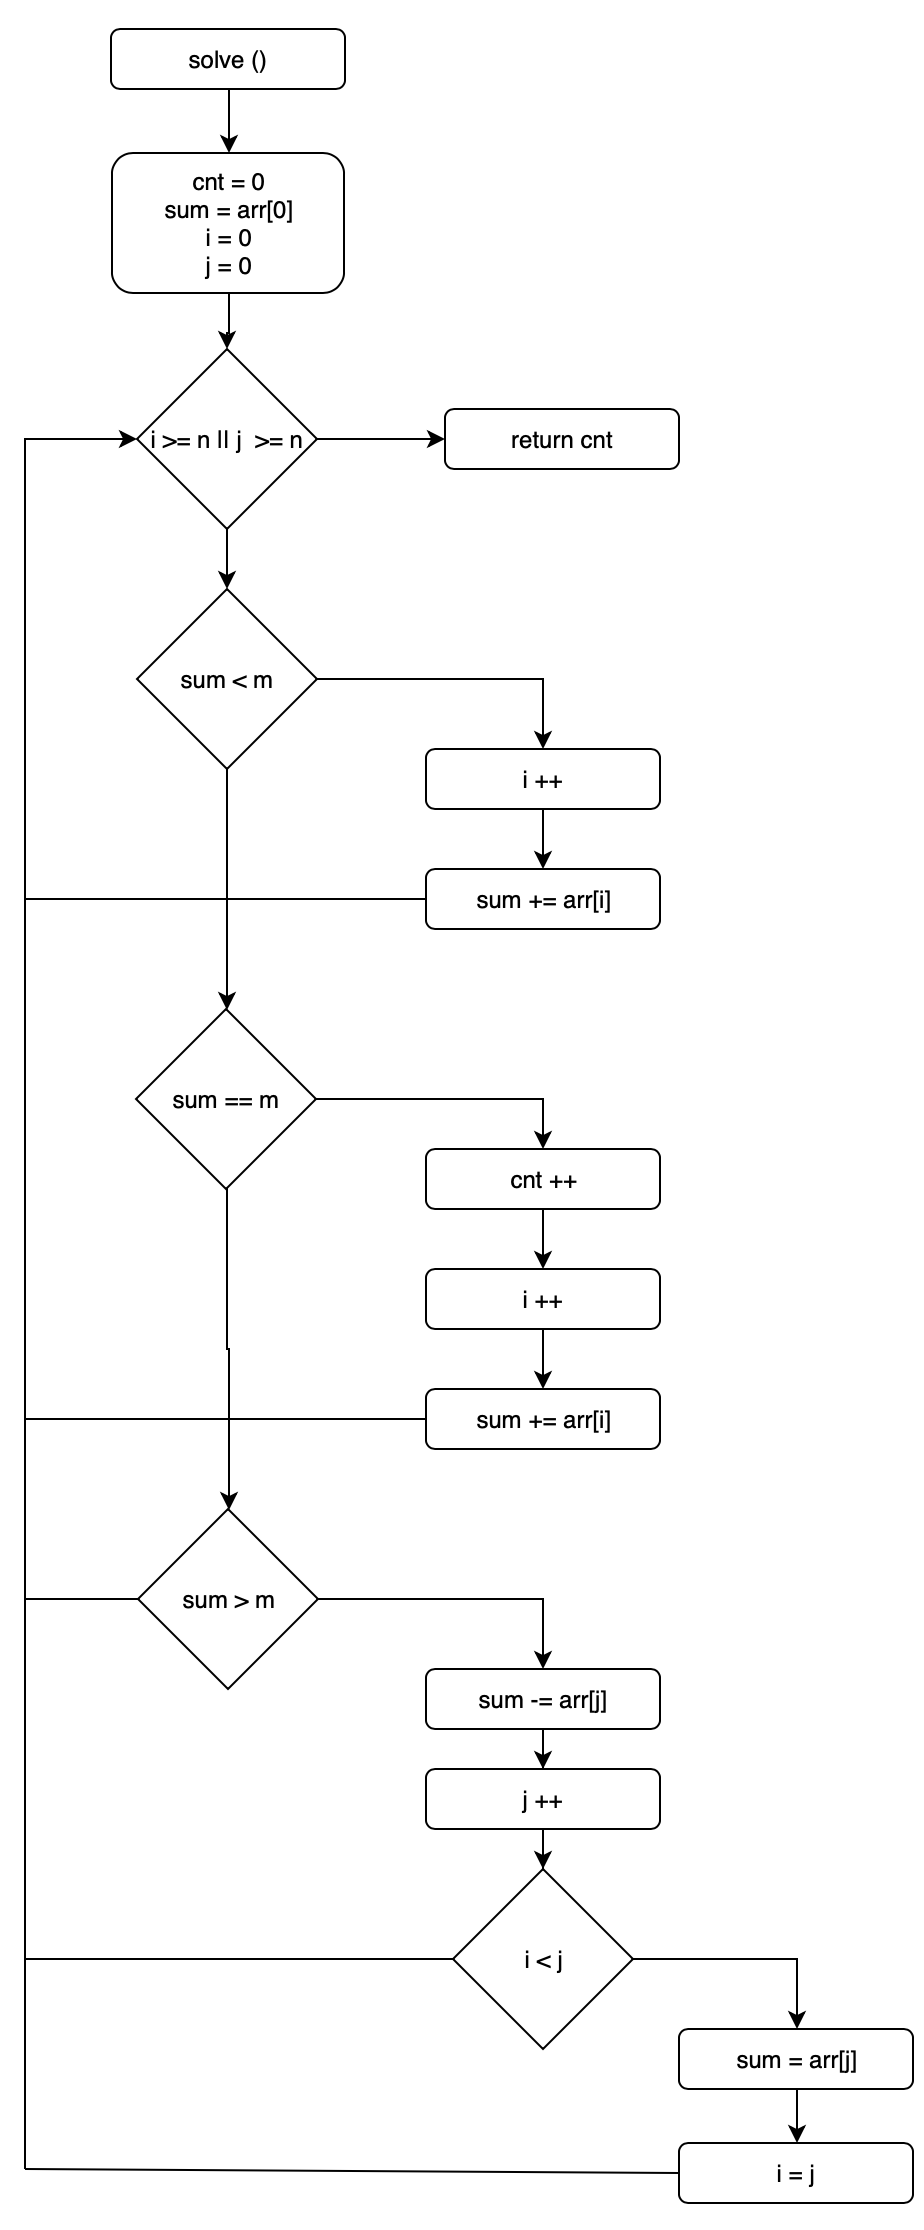 solve ()
cnt = 0
sum = arr[0]
i = 0
j = 0
i >= n || j  >= n
return cnt
sum < m
i ++
sum += arr[i]
sum == m
cnt ++
i ++
sum += arr[i]
sum > m
sum -= arr[j]
j ++
i < j
sum = arr[j]
i = j